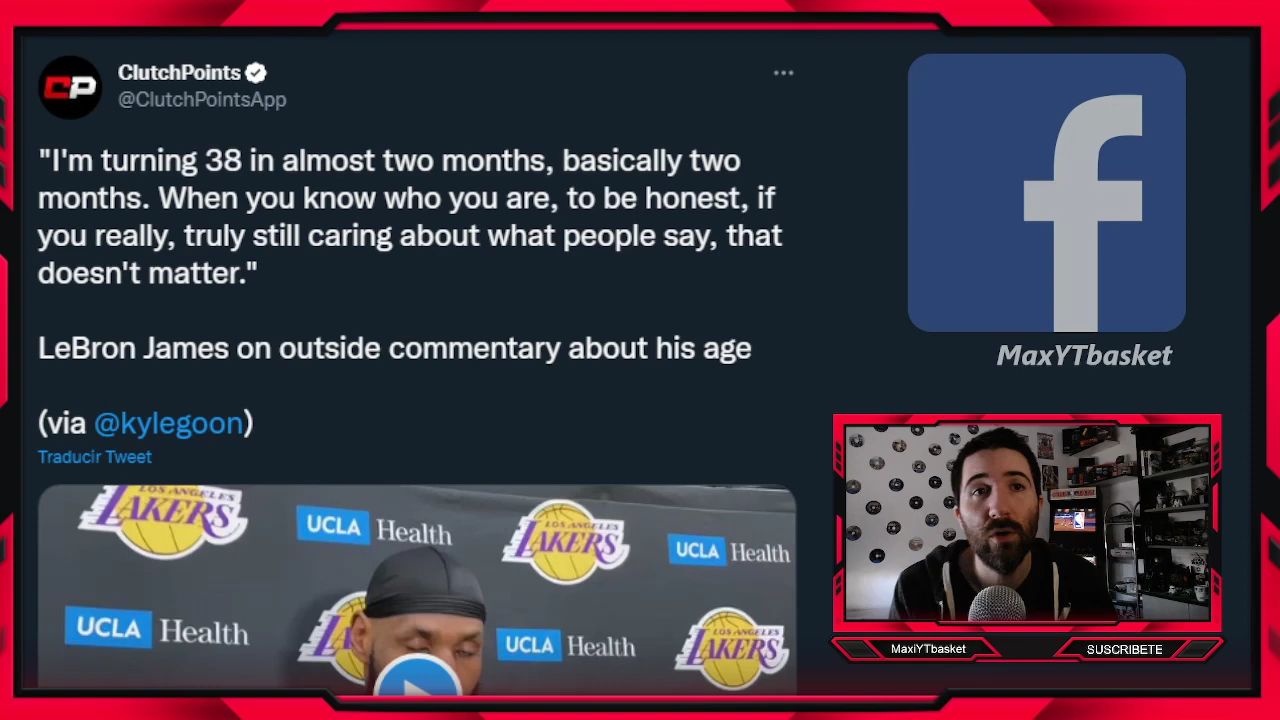 ClutchPoints
@ClutchPointsApp
"I'm turning 38 in almost two months, basically two
months. When you know who you are, to be honest, if
you really, truly still caring about what people say, that
doesn't matter."
LeBron James on outside commentary about his age
(via @kylegoon)
Traducir Tweet
CP
f
MaxYTbasket
LOS ANGELES
LAKERS
UCLA Health
LOS ANGELES
LAKERS
UCLA Health
UCLA Health
UCLA Health
LOS ANGELES
LAKERS
MaxiYTbasket
SUSCRIBETE